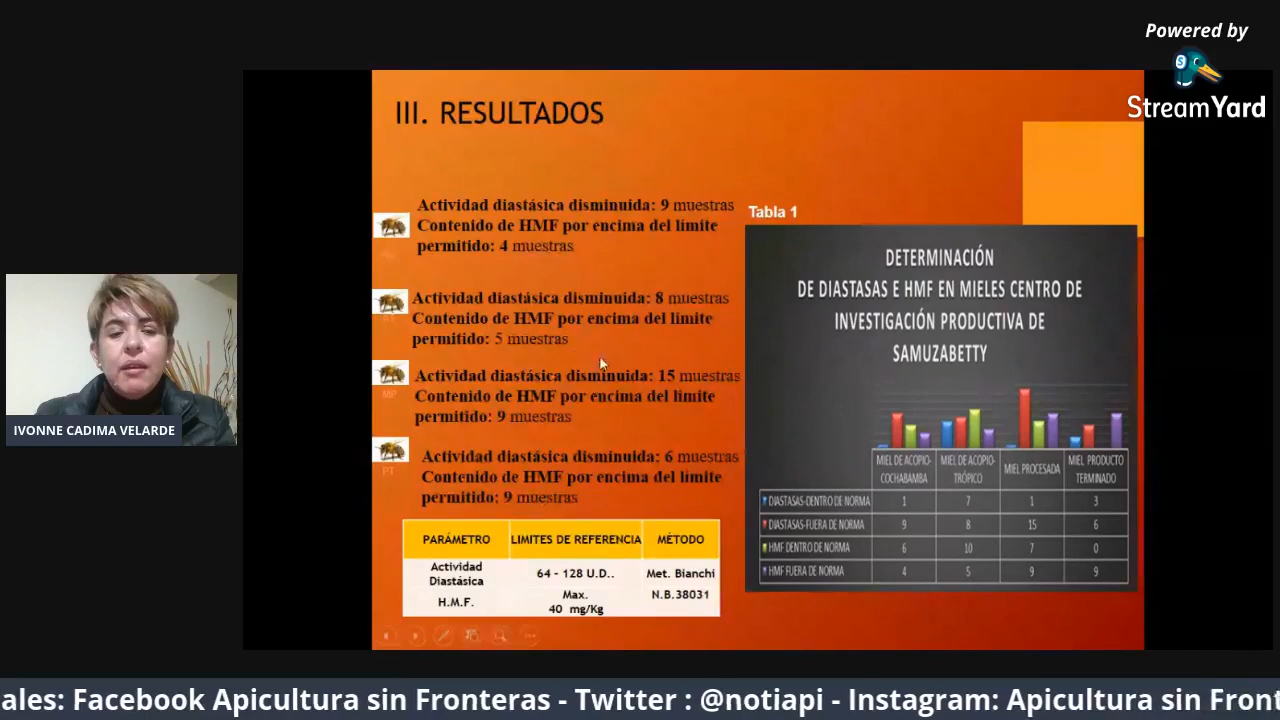 Powered by
StreamYard
III. RESULTADOS
Actividad diastásica disminuida: 9 muestras
Contenido de HMF por encima del límite
permitido: 4 muestras
Actividad diastásica disminuida: 8 muestras
Contenido de HMF por encima del límite
permitido: 5 muestras
MP
Actividad diastásica disminuida: 15 muestras
Contenido de HMF por encima del límite
permitido: 9 muestras
PT
Actividad diastásica disminuida: 6 muestras
Contenido de HMF por encima del límite
permitido: 9 muestras
PARÁMETRO LIMITES DE REFERENCIA MÉTODO
Actividad
Diastásica 64 - 128 U.D.. Met. Bianchi
H.M.F. Max.
40 mg/Kg N.B.38031
Tabla 1
DETERMINACIÓN
DE DIASTASAS E HMF EN MIELES CENTRO DE
INVESTIGACIÓN PRODUCTIVA DE
SAMUZABETTY
MIEL DE ACOPIO-
COCHABAMBA
MIEL DE ACOPIO-
TRÓPICO
MIEL PROCESADA
MIEL PRODUCTO
TERMINADO
DIASTASAS-DENTRO DE NORMA 1 7 1 3
DIASTASAS-FUERA DE NORMA 9 8 15 6
HMF DENTRO DE NORMA 6 10 7 0
HMF FUERA DE NORMA 4 5 9 9
IVONNE CADIMA VELARDE
ales: Facebook Apicultura sin Fronteras - Twitter : @notiapi - Instagram: Apicultura sin Front